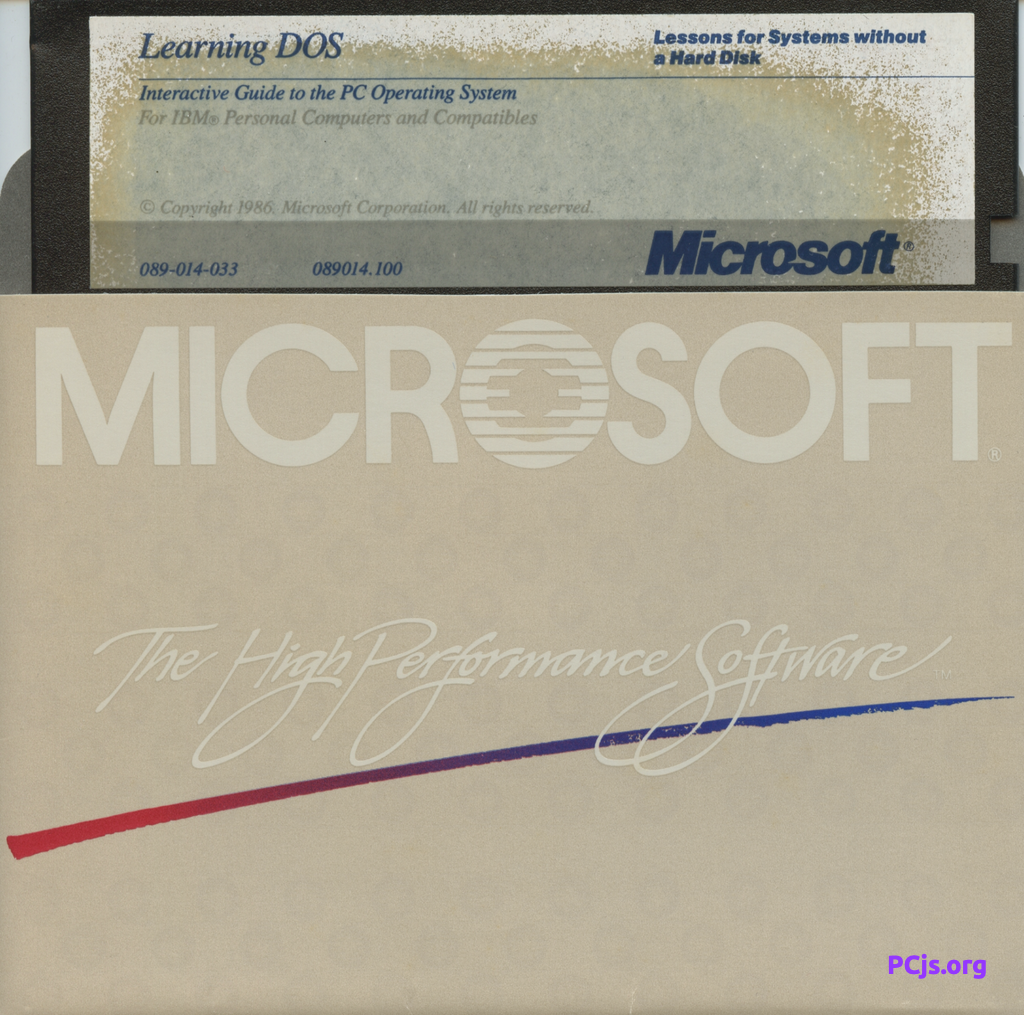 Learning DOS
Lessons for Systems without
a Hard Disk
Interactive Guide to the PC Operating System
For IBM® Personal Computers and Compatibles
© Copyright 1986. Microsoft Corporation. All rights reserved.
089-014-033 089014.100
Microsoft®
MICROSOFT®
The High Performance Software™
PCjs.org